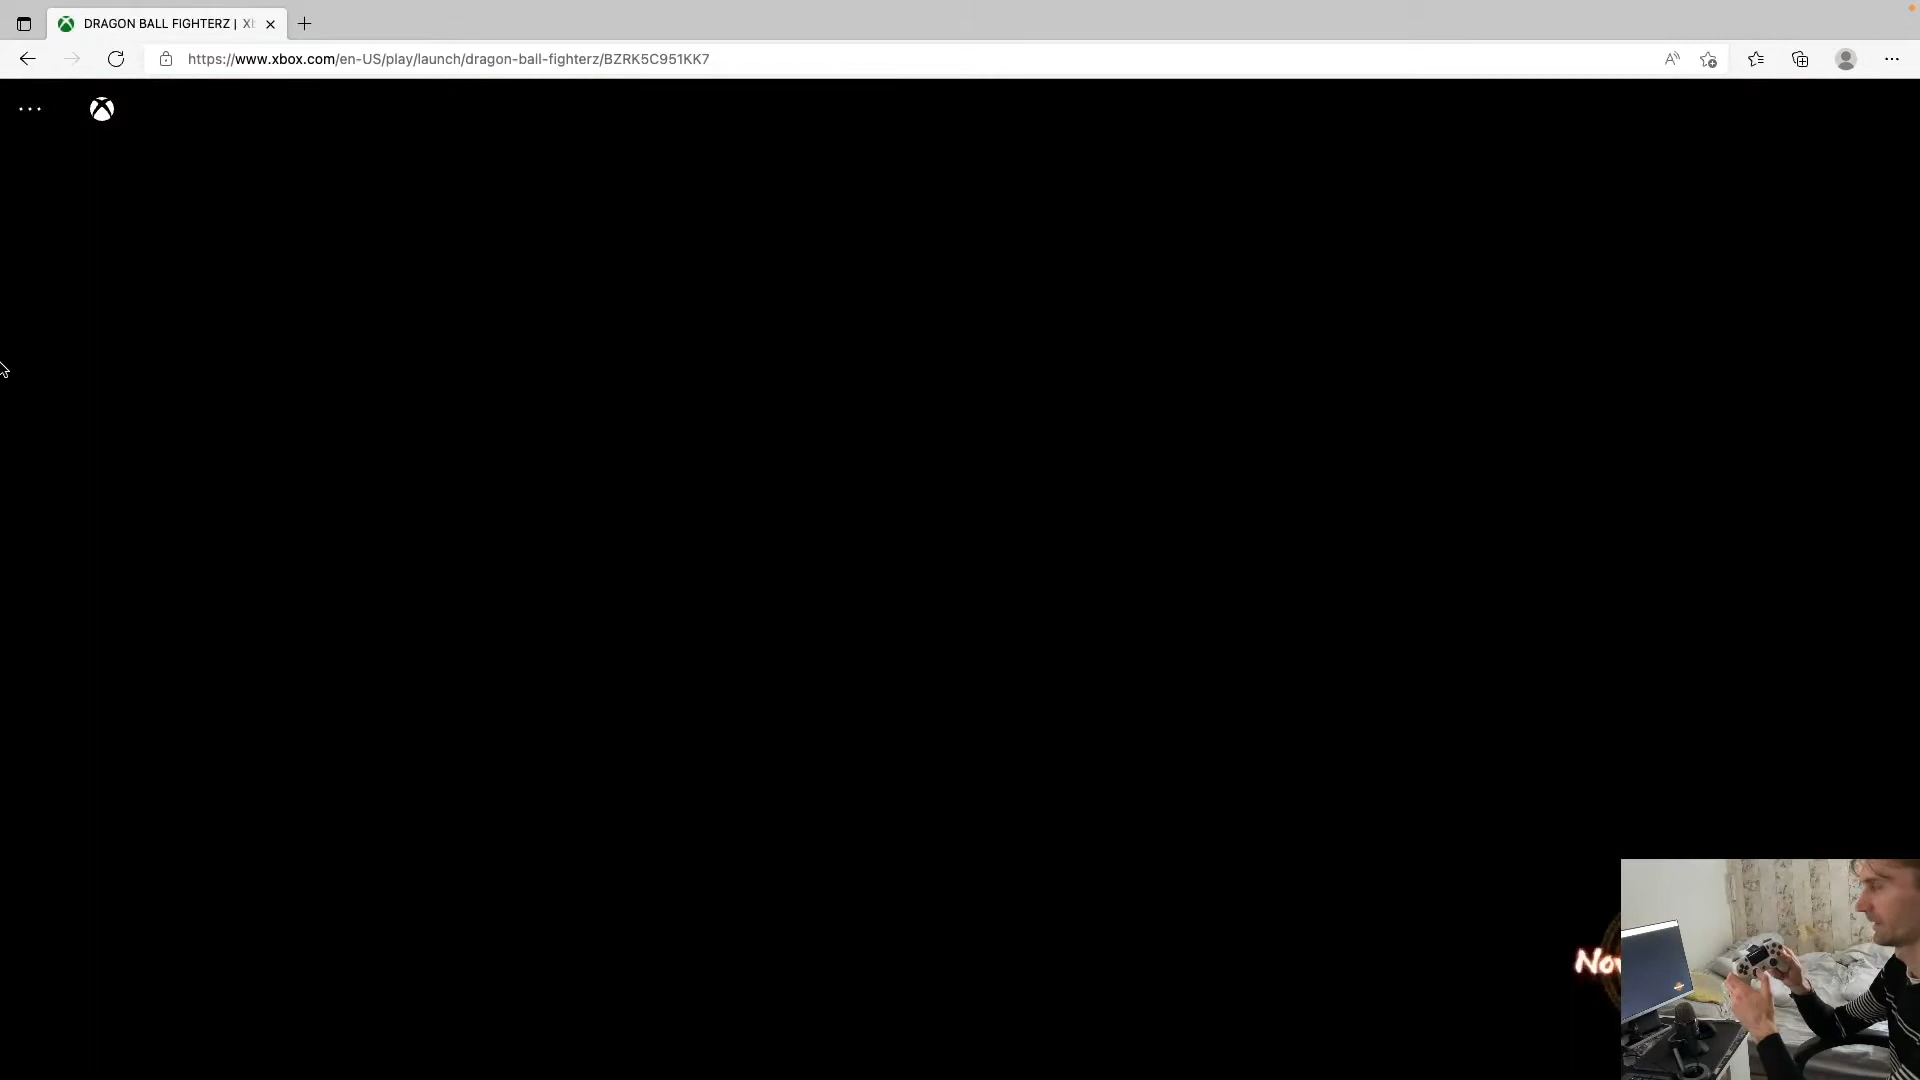 DRAGON BALL FIGHTERZ |
https://www.xbox.com/en-US/play/launch/dragon-ball-fighterz/BZRK5C951KK7